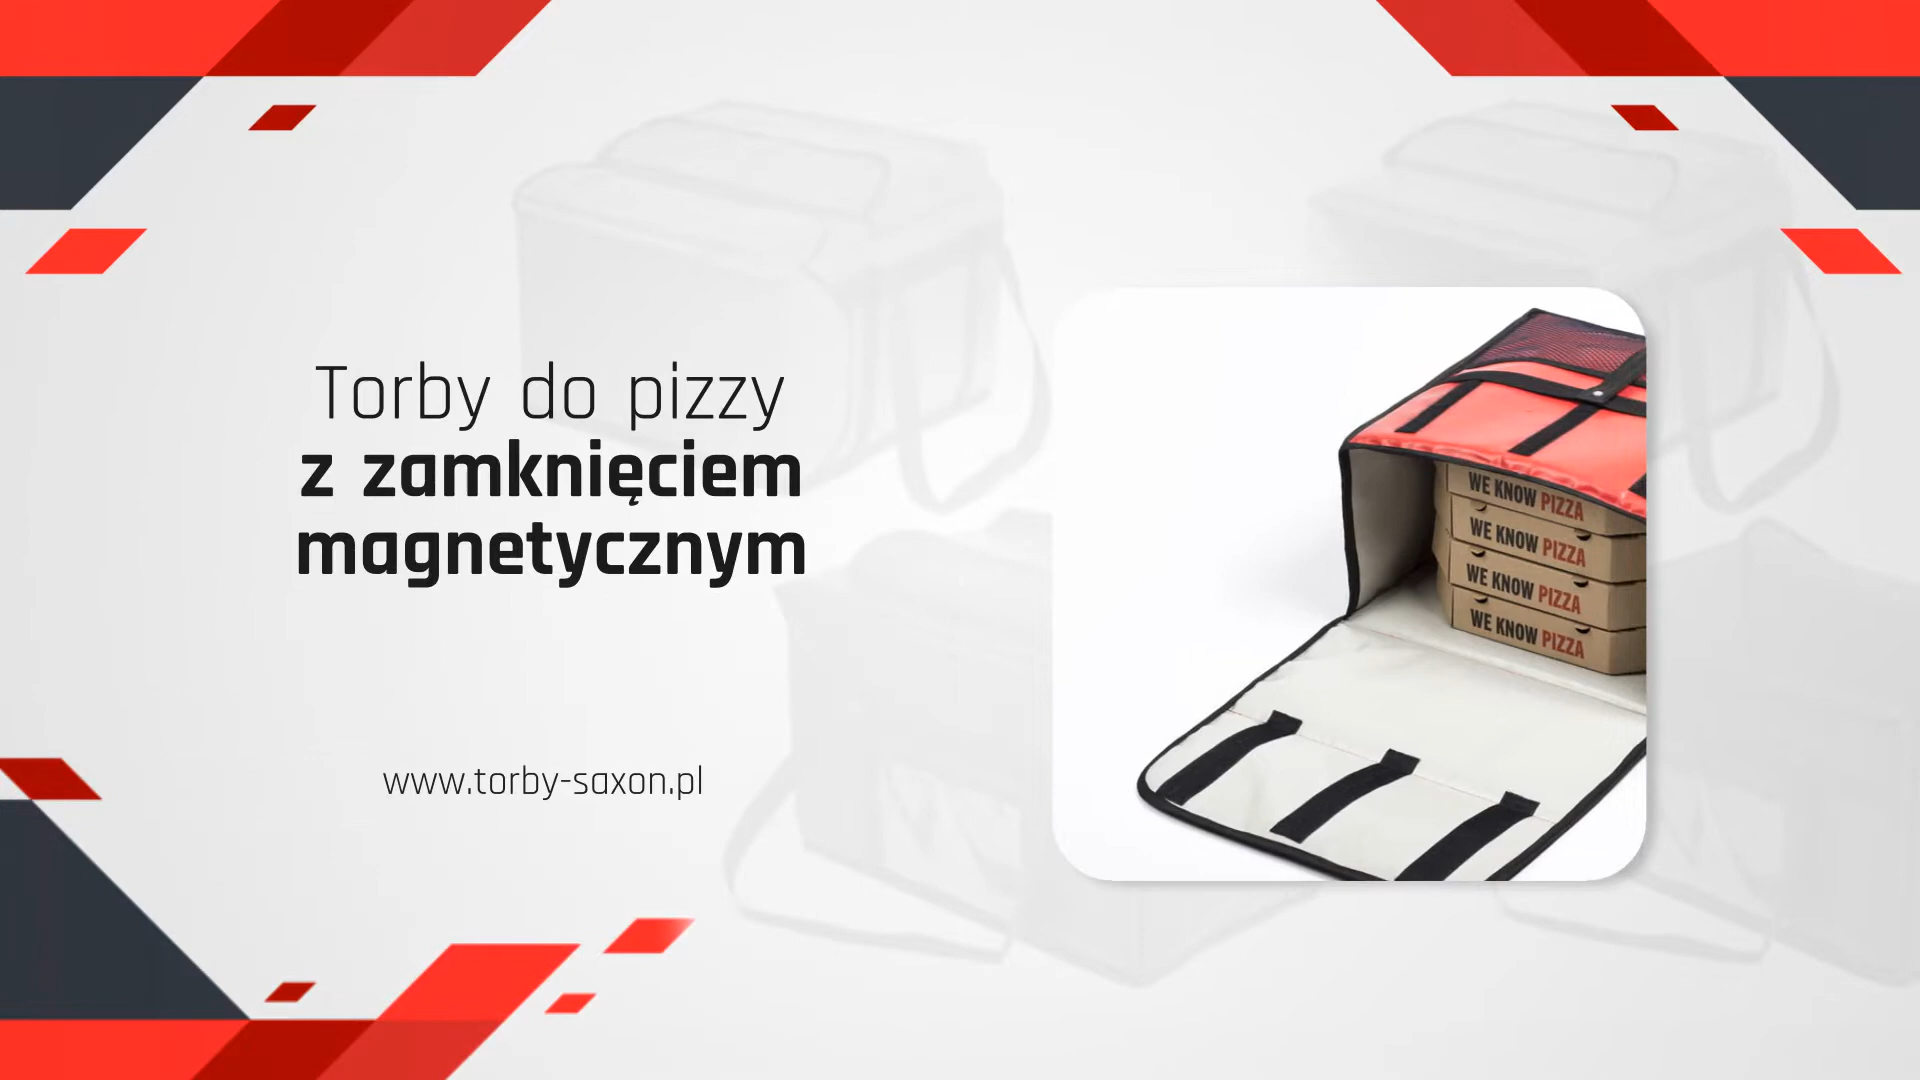 Torby do pizzy
z zamknięciem
magnetycznym
www.torby-saxon.pl
WE KNOW PIZZA
WE KNOW PIZZA
WE KNOW PIZZA
WE KNOW PIZZA